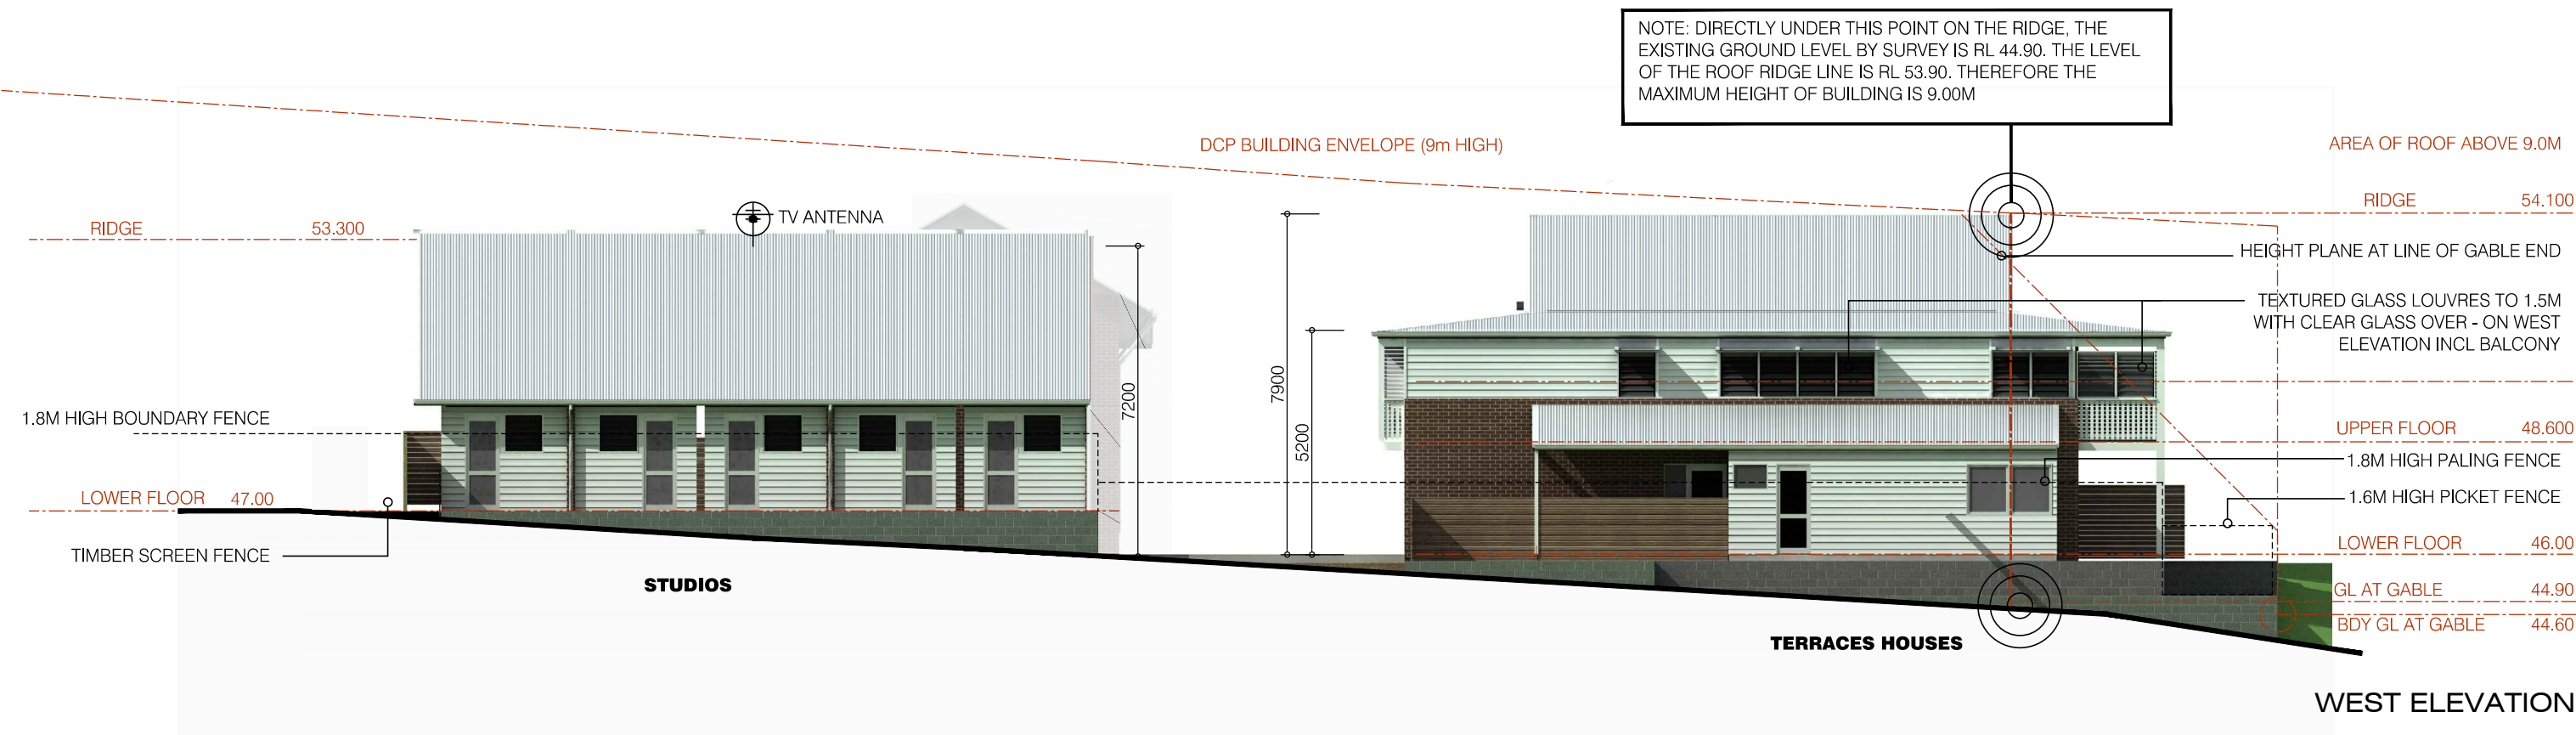 NOTE: DIRECTLY UNDER THIS POINT ON THE RIDGE, THE
EXISTING GROUND LEVEL BY SURVEY IS RL 44.90. THE LEVEL
OF THE ROOF RIDGE LINE IS RL 53.90. THEREFORE THE
MAXIMUM HEIGHT OF BUILDING IS 9.00M
DCP BUILDING ENVELOPE (9m HIGH)
AREA OF ROOF ABOVE 9.0M
RIDGE 53.300
TV ANTENNA
RIDGE 54.100
HEIGHT PLANE AT LINE OF GABLE END
TEXTURED GLASS LOUVRES TO 1.5M
WITH CLEAR GLASS OVER - ON WEST
ELEVATION INCL BALCONY
7200
7900
5200
1.8M HIGH BOUNDARY FENCE
UPPER FLOOR 48.600
1.8M HIGH PALING FENCE
1.6M HIGH PICKET FENCE
LOWER FLOOR 47.00
TIMBER SCREEN FENCE
LOWER FLOOR 46.00
STUDIOS
GL AT GABLE 44.90
BDY GL AT GABLE 44.60
TERRACES HOUSES
WEST ELEVATION